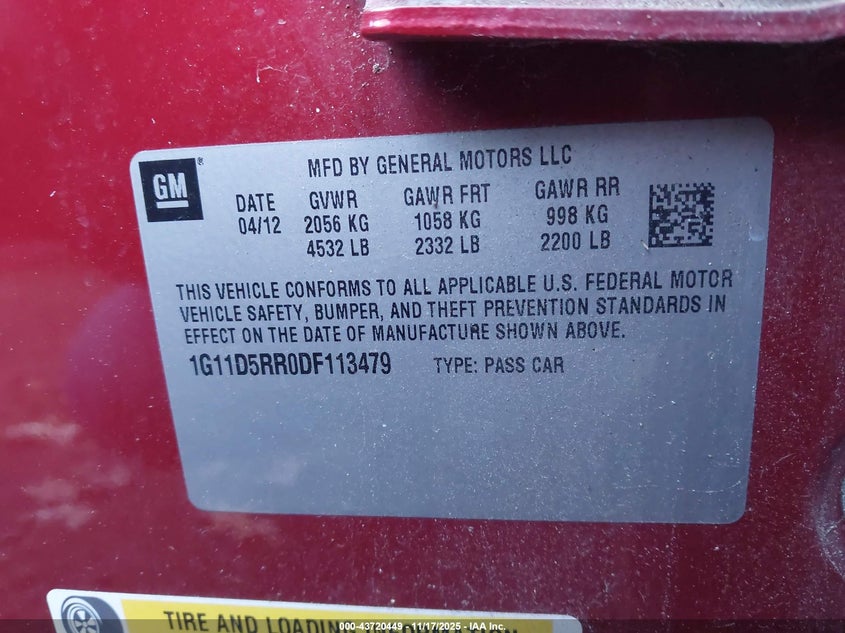 GM
®
MFD BY GENERAL MOTORS LLC
DATE GVWR GAWR FRT GAWR RR
04/12 2056 KG 1058 KG 998 KG
4532 LB 2332 LB 2200 LB
THIS VEHICLE CONFORMS TO ALL APPLICABLE U.S. FEDERAL MOTOR
VEHICLE SAFETY, BUMPER, AND THEFT PREVENTION STANDARDS IN
EFFECT ON THE DATE OF MANUFACTURE SHOWN ABOVE.
1G11D5RR0DF113479 TYPE: PASS CAR
TIRE AND LOADING INFORMATION
000-43720449 - 11/17/2025 - IAA Inc.